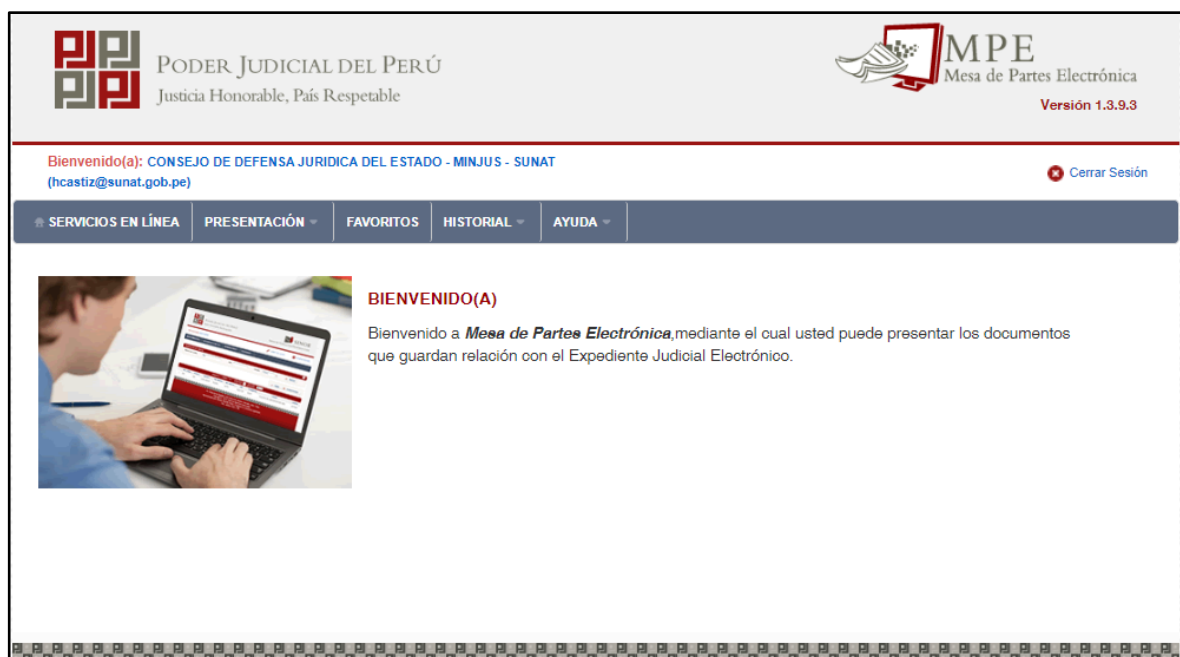 PODER JUDICIAL DEL PERÚ
Justicia Honorable, País Respetable
MPE
Mesa de Partes Electrónica
Versión 1.3.9.3
Bienvenido(a): CONSEJO DE DEFENSA JURIDICA DEL ESTADO - MINJUS - SUNAT
(hcastiz@sunat.gob.pe)
Cerrar Sesión
SERVICIOS EN LÍNEA PRESENTACIÓN FAVORITOS HISTORIAL AYUDA
BIENVENIDO(A)
Bienvenido a Mesa de Partes Electrónica,mediante el cual usted puede presentar los documentos
que guardan relación con el Expediente Judicial Electrónico.